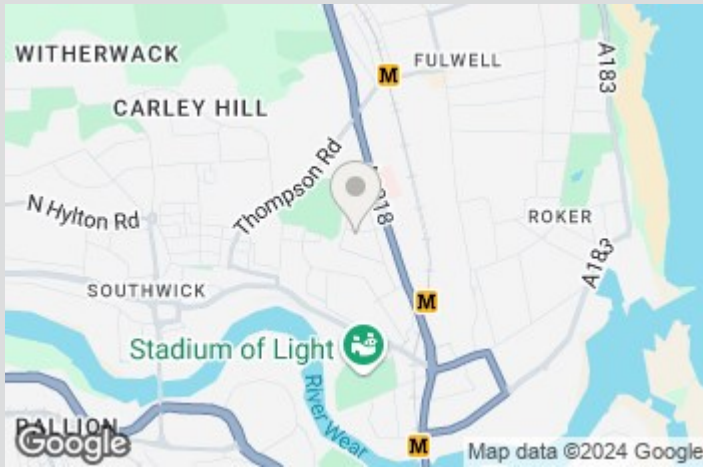 WITHERWACK
M
FULWELL
A183
CARLEY HILL
Thompson Rd
N Hylton Rd
ROKER
A183
SOUTHWICK
M
Stadium of Light
River Wear
PALLION
M
Google
Map data ©2024 Google